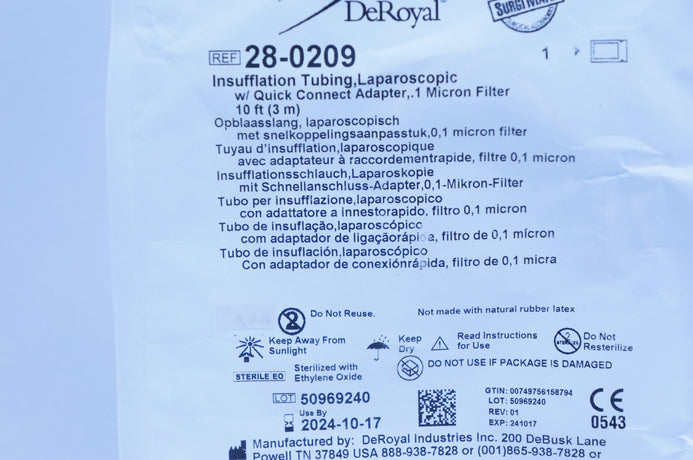 DeRoyal®
SURGI
REF 28-0209
1
Insufflation Tubing,Laparoscopic
w/ Quick Connect Adapter,.1 Micron Filter
10 ft (3 m)
Opblaasslang, laparoscopisch
met snelkoppelingsaanpasstuk,0,1 micron filter
Tuyau d'insufflation,laparoscopique
avec adaptateur à raccordementrapide, filtre 0,1 micron
Insufflationsschlauch,Laparoskopie
mit Schnellanschluss-Adapter,0,1-Mikron-Filter
Tubo per insufflazione,laparoscopico
con adattatore a innestorapido. filtro 0,1 micron
Tubo de insuflação,laparoscópico
com adaptador de ligaçãorápida, filtro de 0,1 mícron
Tubo de insuflación,laparoscópico
Con adaptador de conexiónrápida, filtro de 0,1 micra
2 Do Not Reuse.
Not made with natural rubber latex
Keep Away From
Sunlight
Keep
Dry
Read Instructions
for Use
Do Not
Resterilize
STERILE EO
Sterilized with
Ethylene Oxide
DO NOT USE IF PACKAGE IS DAMAGED
LOT 50969240
Use By
2024-10-17
GTIN: 00749756158794
LOT: 50969240
REV: 01
EXP: 241017
CE
0543
Manufactured by: DeRoyal Industries Inc. 200 DeBusk Lane
Powell TN 37849 USA 888-938-7828 or (001)865-938-7828 or